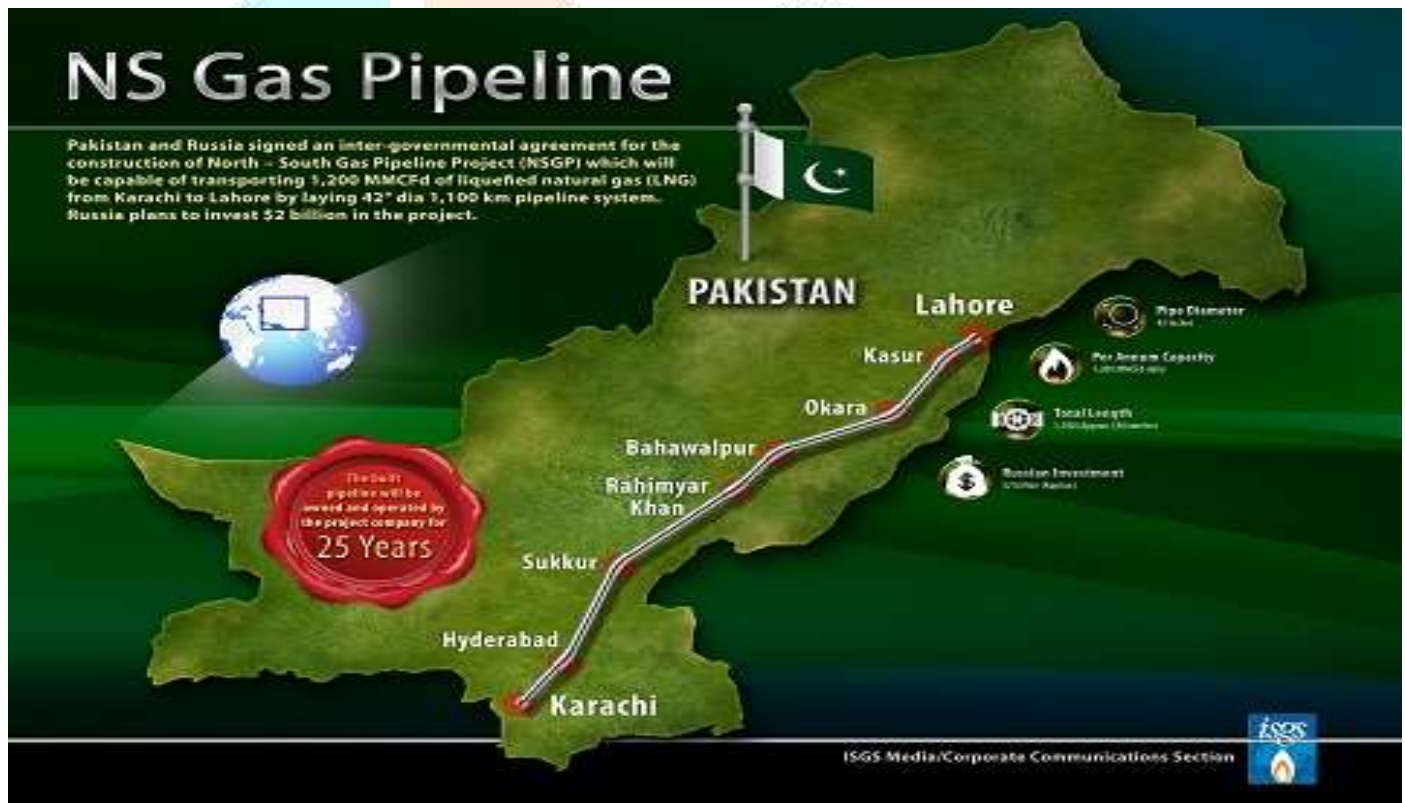 NS Gas Pipeline
Pakistan and Russia signed an inter-governmental agreement for the
construction of North – South Gas Pipeline Project (NSGP) which will
be capable of transporting 1,200 MMCFd of liquefied natural gas (LNG)
from Karachi to Lahore by laying 42" dia 1,100 km pipeline system.
Russia plans to invest $2 billion in the project.
PAKISTAN
Lahore
Kasur
Okara
Bahawalpur
Rahimyar
Khan
Sukkur
Hyderabad
Karachi
Pipe Diameter
Per Annum Capacity
Total Length
Russian Investment
The built
pipeline will be
owned and operated by
the project company for
25 Years
ISGS Media/Corporate Communications Section
isgs